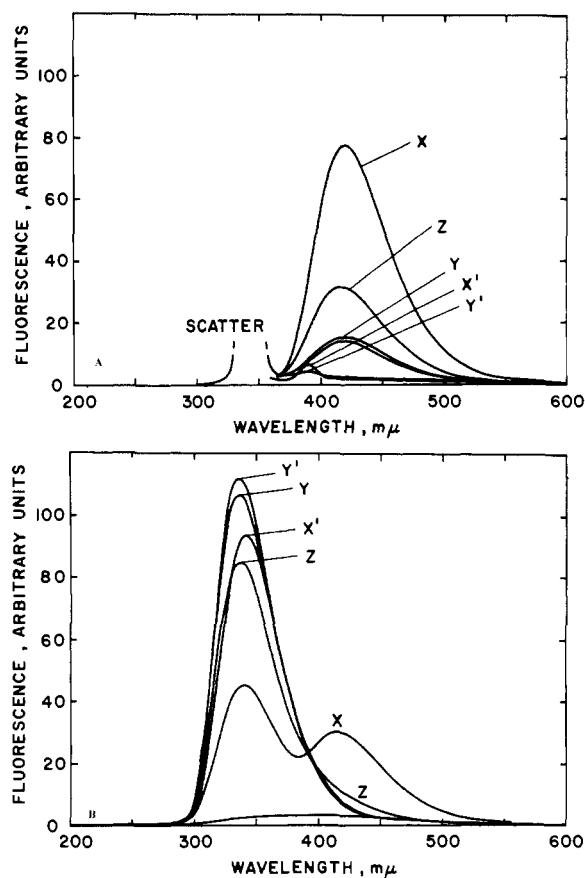 FLUORESCENCE, ARBITRARY UNITS
100
80
60
40
20
0
X
Z
Y
X'
Y'
SCATTER
A
200 300 400 500 600
WAVELENGTH, mμ
FLUORESCENCE, ARBITRARY UNITS
100
80
60
40
20
0
Y'
Y
X'
Z
X
Z
B
200 300 400 500 600
WAVELENGTH, mμ